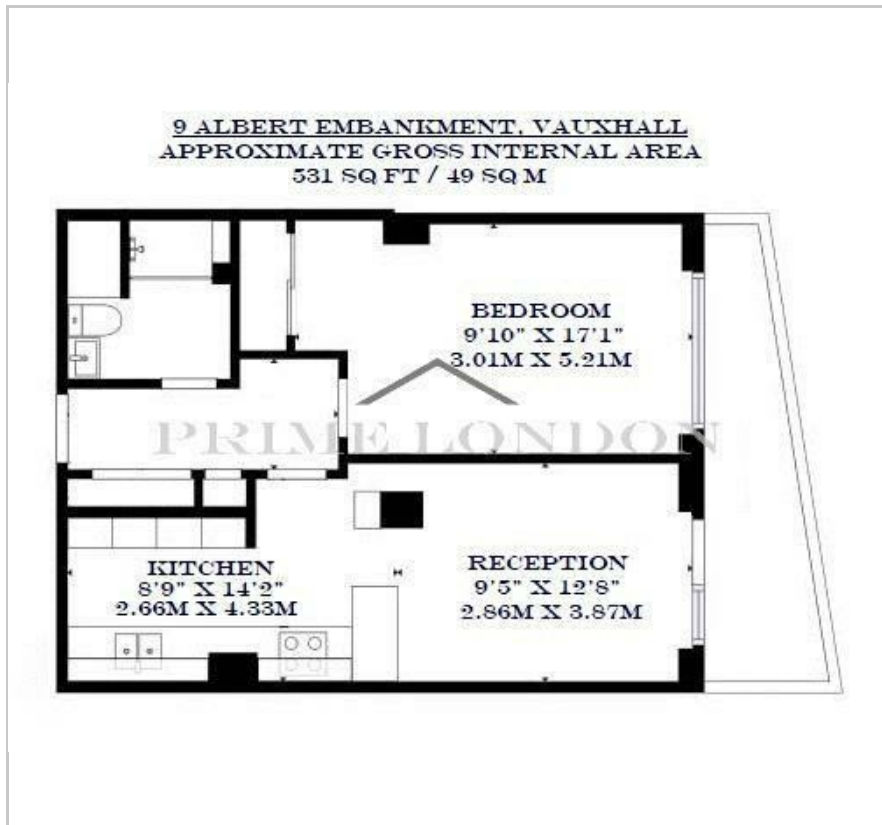 9 ALBERT EMBANKMENT, VAUXHALL
APPROXIMATE GROSS INTERNAL AREA
531 SQ FT / 49 SQ M
BEDROOM
9'10" X 17'1"
3.01M X 5.21M
PRIME LONDON
KITCHEN
8'9" X 14'2"
2.66M X 4.33M
RECEPTION
9'5" X 12'8"
2.86M X 3.87M